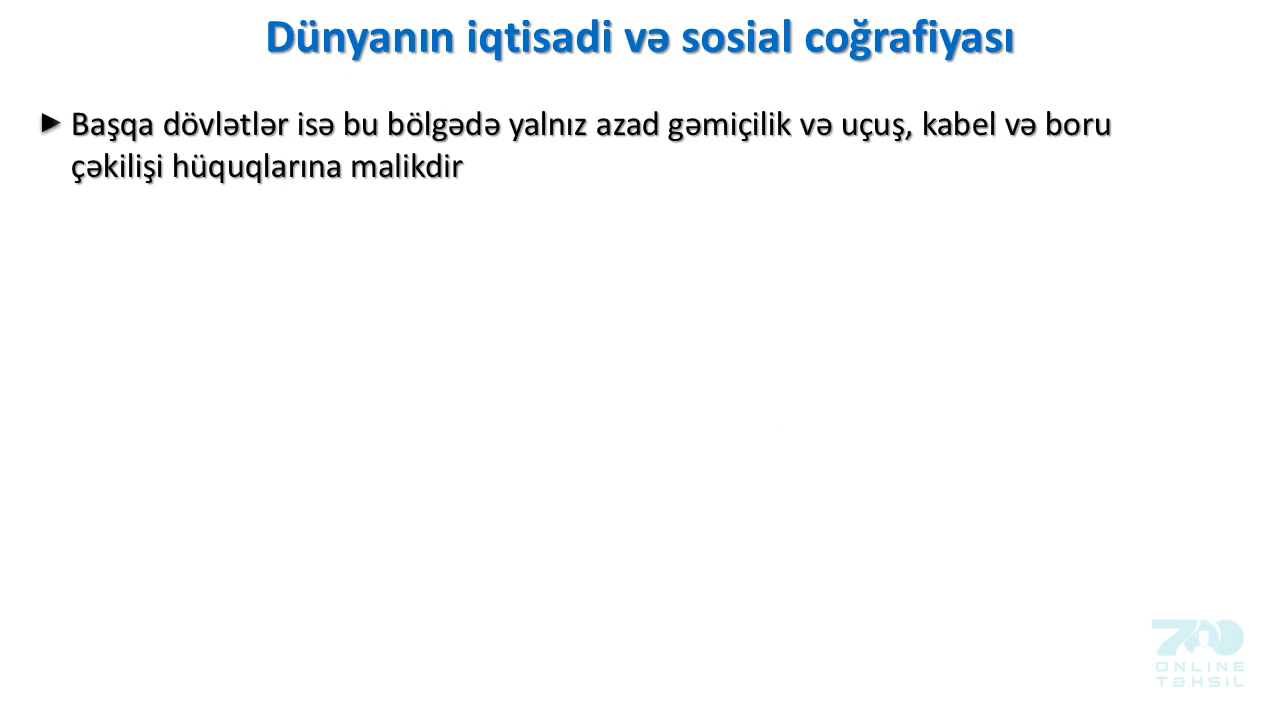 Dünyanın iqtisadi və sosial coğrafiyası
Başqa dövlətlər isə bu bölgədə yalnız azad gəmiçilik və uçuş, kabel və boru
çəkilişi hüquqlarına malikdir
700
ONLINE
TƏHSİL